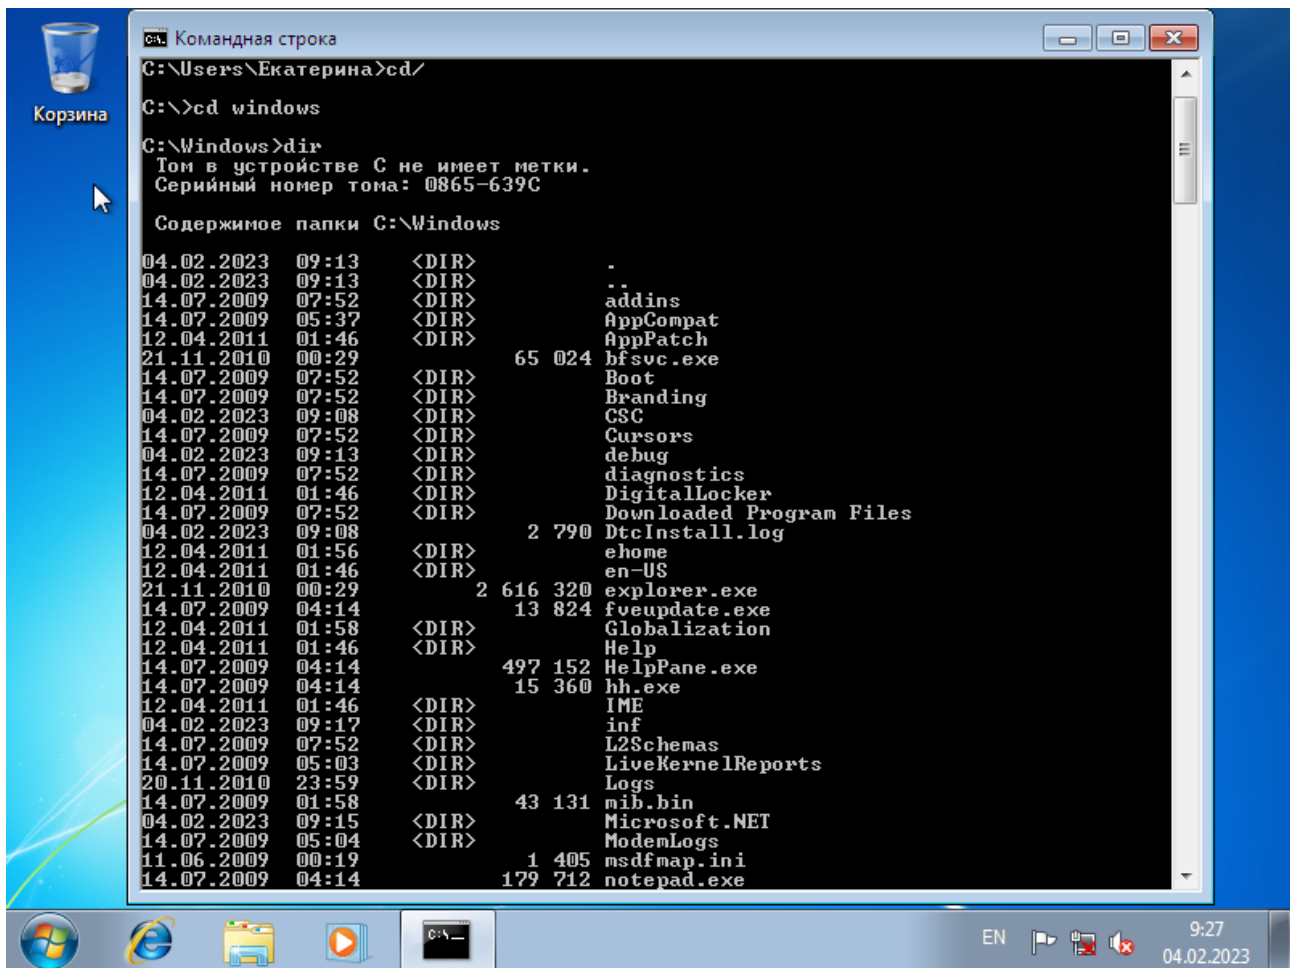 Корзина
Командная строка
C:\Users\Екатерина>cd/
C:\>cd windows
C:\Windows>dir
Том в устройстве C не имеет метки.
Серийный номер тома: 0865-639C
Содержимое папки C:\Windows
04.02.2023 09:13 <DIR> .
04.02.2023 09:13 <DIR> ..
14.07.2009 07:52 <DIR> addins
14.07.2009 05:37 <DIR> AppCompat
12.04.2011 01:46 <DIR> AppPatch
21.11.2010 00:29 65 024 bfsvc.exe
14.07.2009 07:52 <DIR> Boot
14.07.2009 07:52 <DIR> Branding
04.02.2023 09:08 <DIR> CSC
14.07.2009 07:52 <DIR> Cursors
04.02.2023 09:13 <DIR> debug
14.07.2009 07:52 <DIR> diagnostics
12.04.2011 01:46 <DIR> DigitalLocker
14.07.2009 07:52 <DIR> Downloaded Program Files
04.02.2023 09:08 2 790 DtcInstall.log
12.04.2011 01:56 <DIR> ehome
12.04.2011 01:46 <DIR> en-US
21.11.2010 00:29 2 616 320 explorer.exe
14.07.2009 04:14 13 824 fveupdate.exe
12.04.2011 01:58 <DIR> Globalization
12.04.2011 01:46 <DIR> Help
14.07.2009 04:14 497 152 HelpPane.exe
14.07.2009 04:14 15 360 hh.exe
12.04.2011 01:46 <DIR> IME
04.02.2023 09:17 <DIR> inf
14.07.2009 07:52 <DIR> L2Schemas
14.07.2009 05:03 <DIR> LiveKernelReports
20.11.2010 23:59 <DIR> Logs
14.07.2009 01:58 43 131 mib.bin
04.02.2023 09:15 <DIR> Microsoft.NET
14.07.2009 05:04 <DIR> ModemLogs
11.06.2009 00:19 1 405 msdfmap.ini
14.07.2009 04:14 179 712 notepad.exe
EN
9:27
04.02.2023